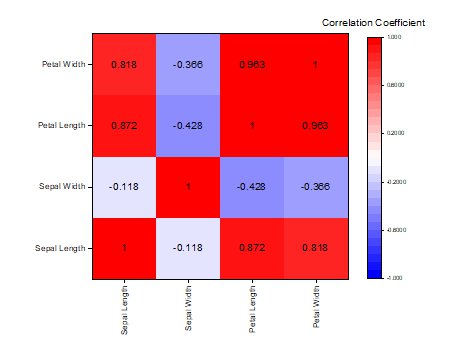 Correlation Coefficient
Petal Width 0.818 -0.366 0.963 1
Petal Length 0.872 -0.428 1 0.963
Sepal Width -0.118 1 -0.428 -0.366
Sepal Length 1 -0.118 0.872 0.818
Sepal Length
Sepal Width
Petal Length
Petal Width
1.000
0.6000
0.2000
-0.2000
-0.6000
-1.000